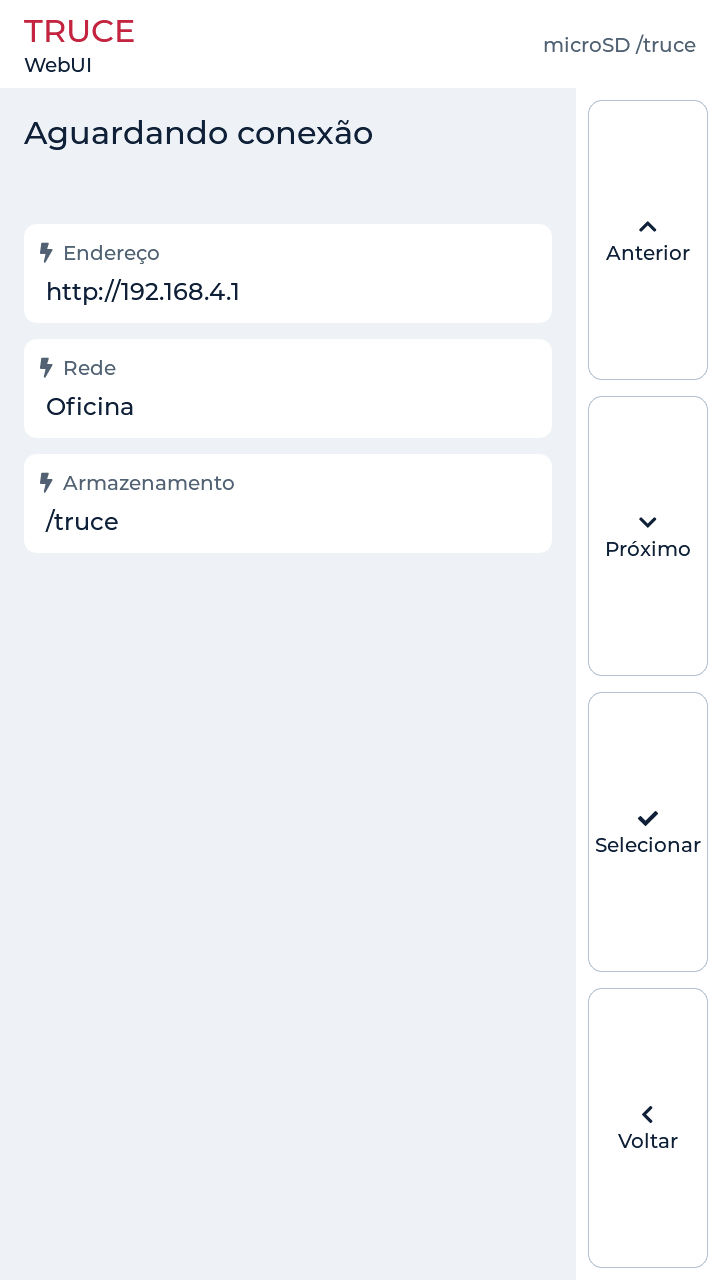 TRUCE
WebUI
microSD /truce
Aguardando conexão
Endereço
http://192.168.4.1
Rede
Oficina
Armazenamento
/truce
Anterior
Próximo
Selecionar
Voltar